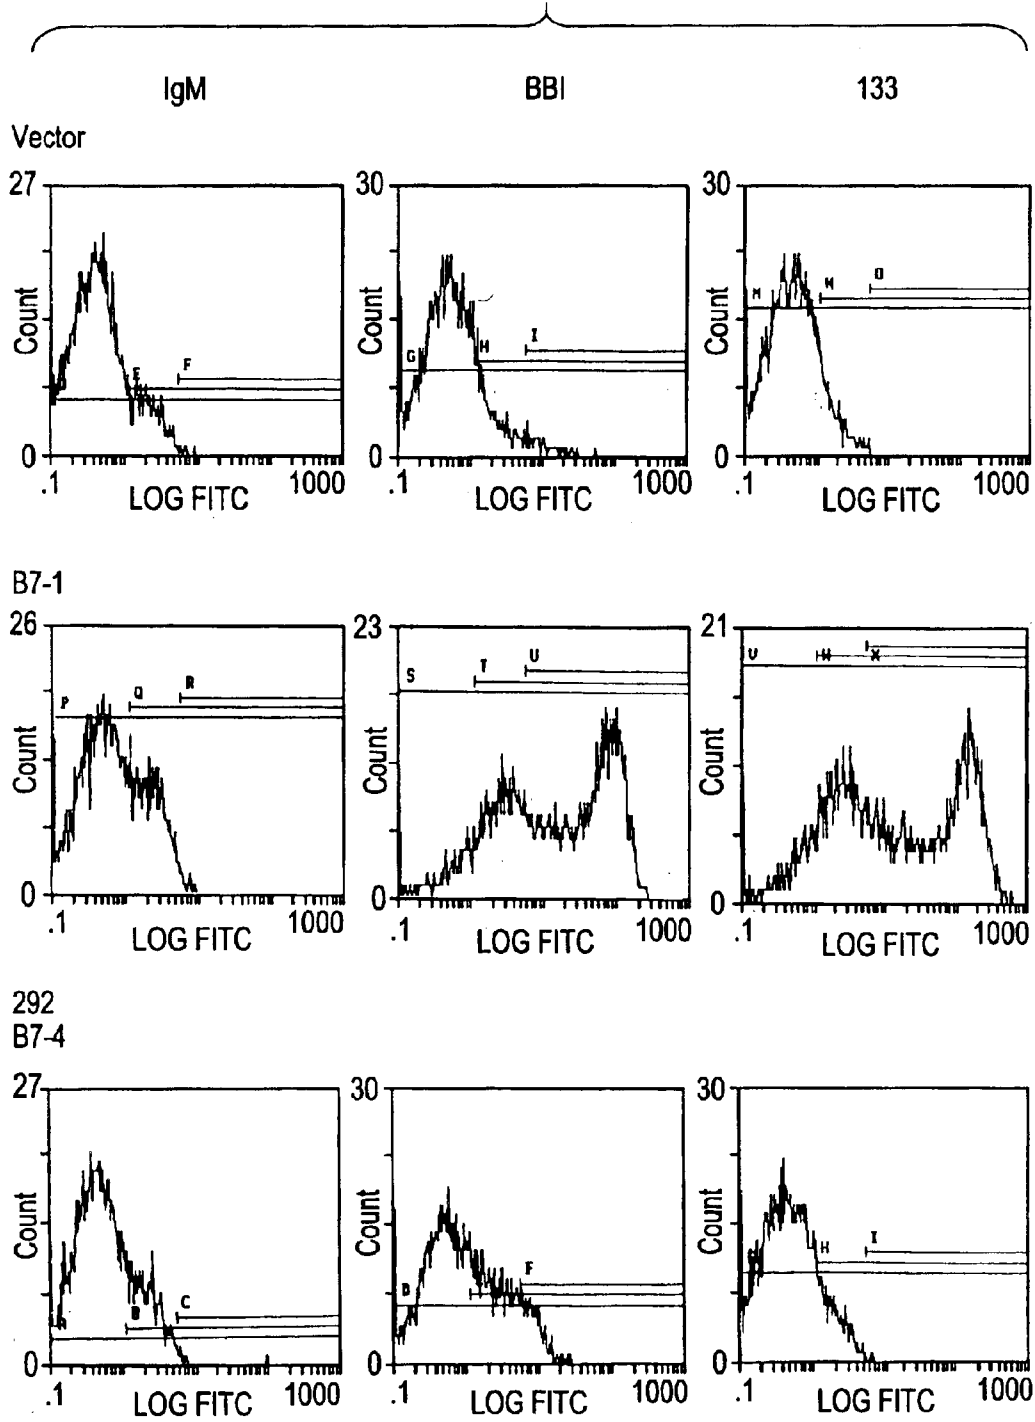 IgM BBI 133
Vector
27 30 30
Count Count Count
E F G H I M N O
0 0 0
.1 1000 .1 1000 .1 1000
LOG FITC LOG FITC LOG FITC
B7-1
26 23 21
Count Count Count
P Q R S T U V W X
0 0 0
.1 1000 .1 1000 .1 1000
LOG FITC LOG FITC LOG FITC
292
B7-4
27 30 30
Count Count Count
B C D F H I
0 0 0
.1 1000 .1 1000 .1 1000
LOG FITC LOG FITC LOG FITC